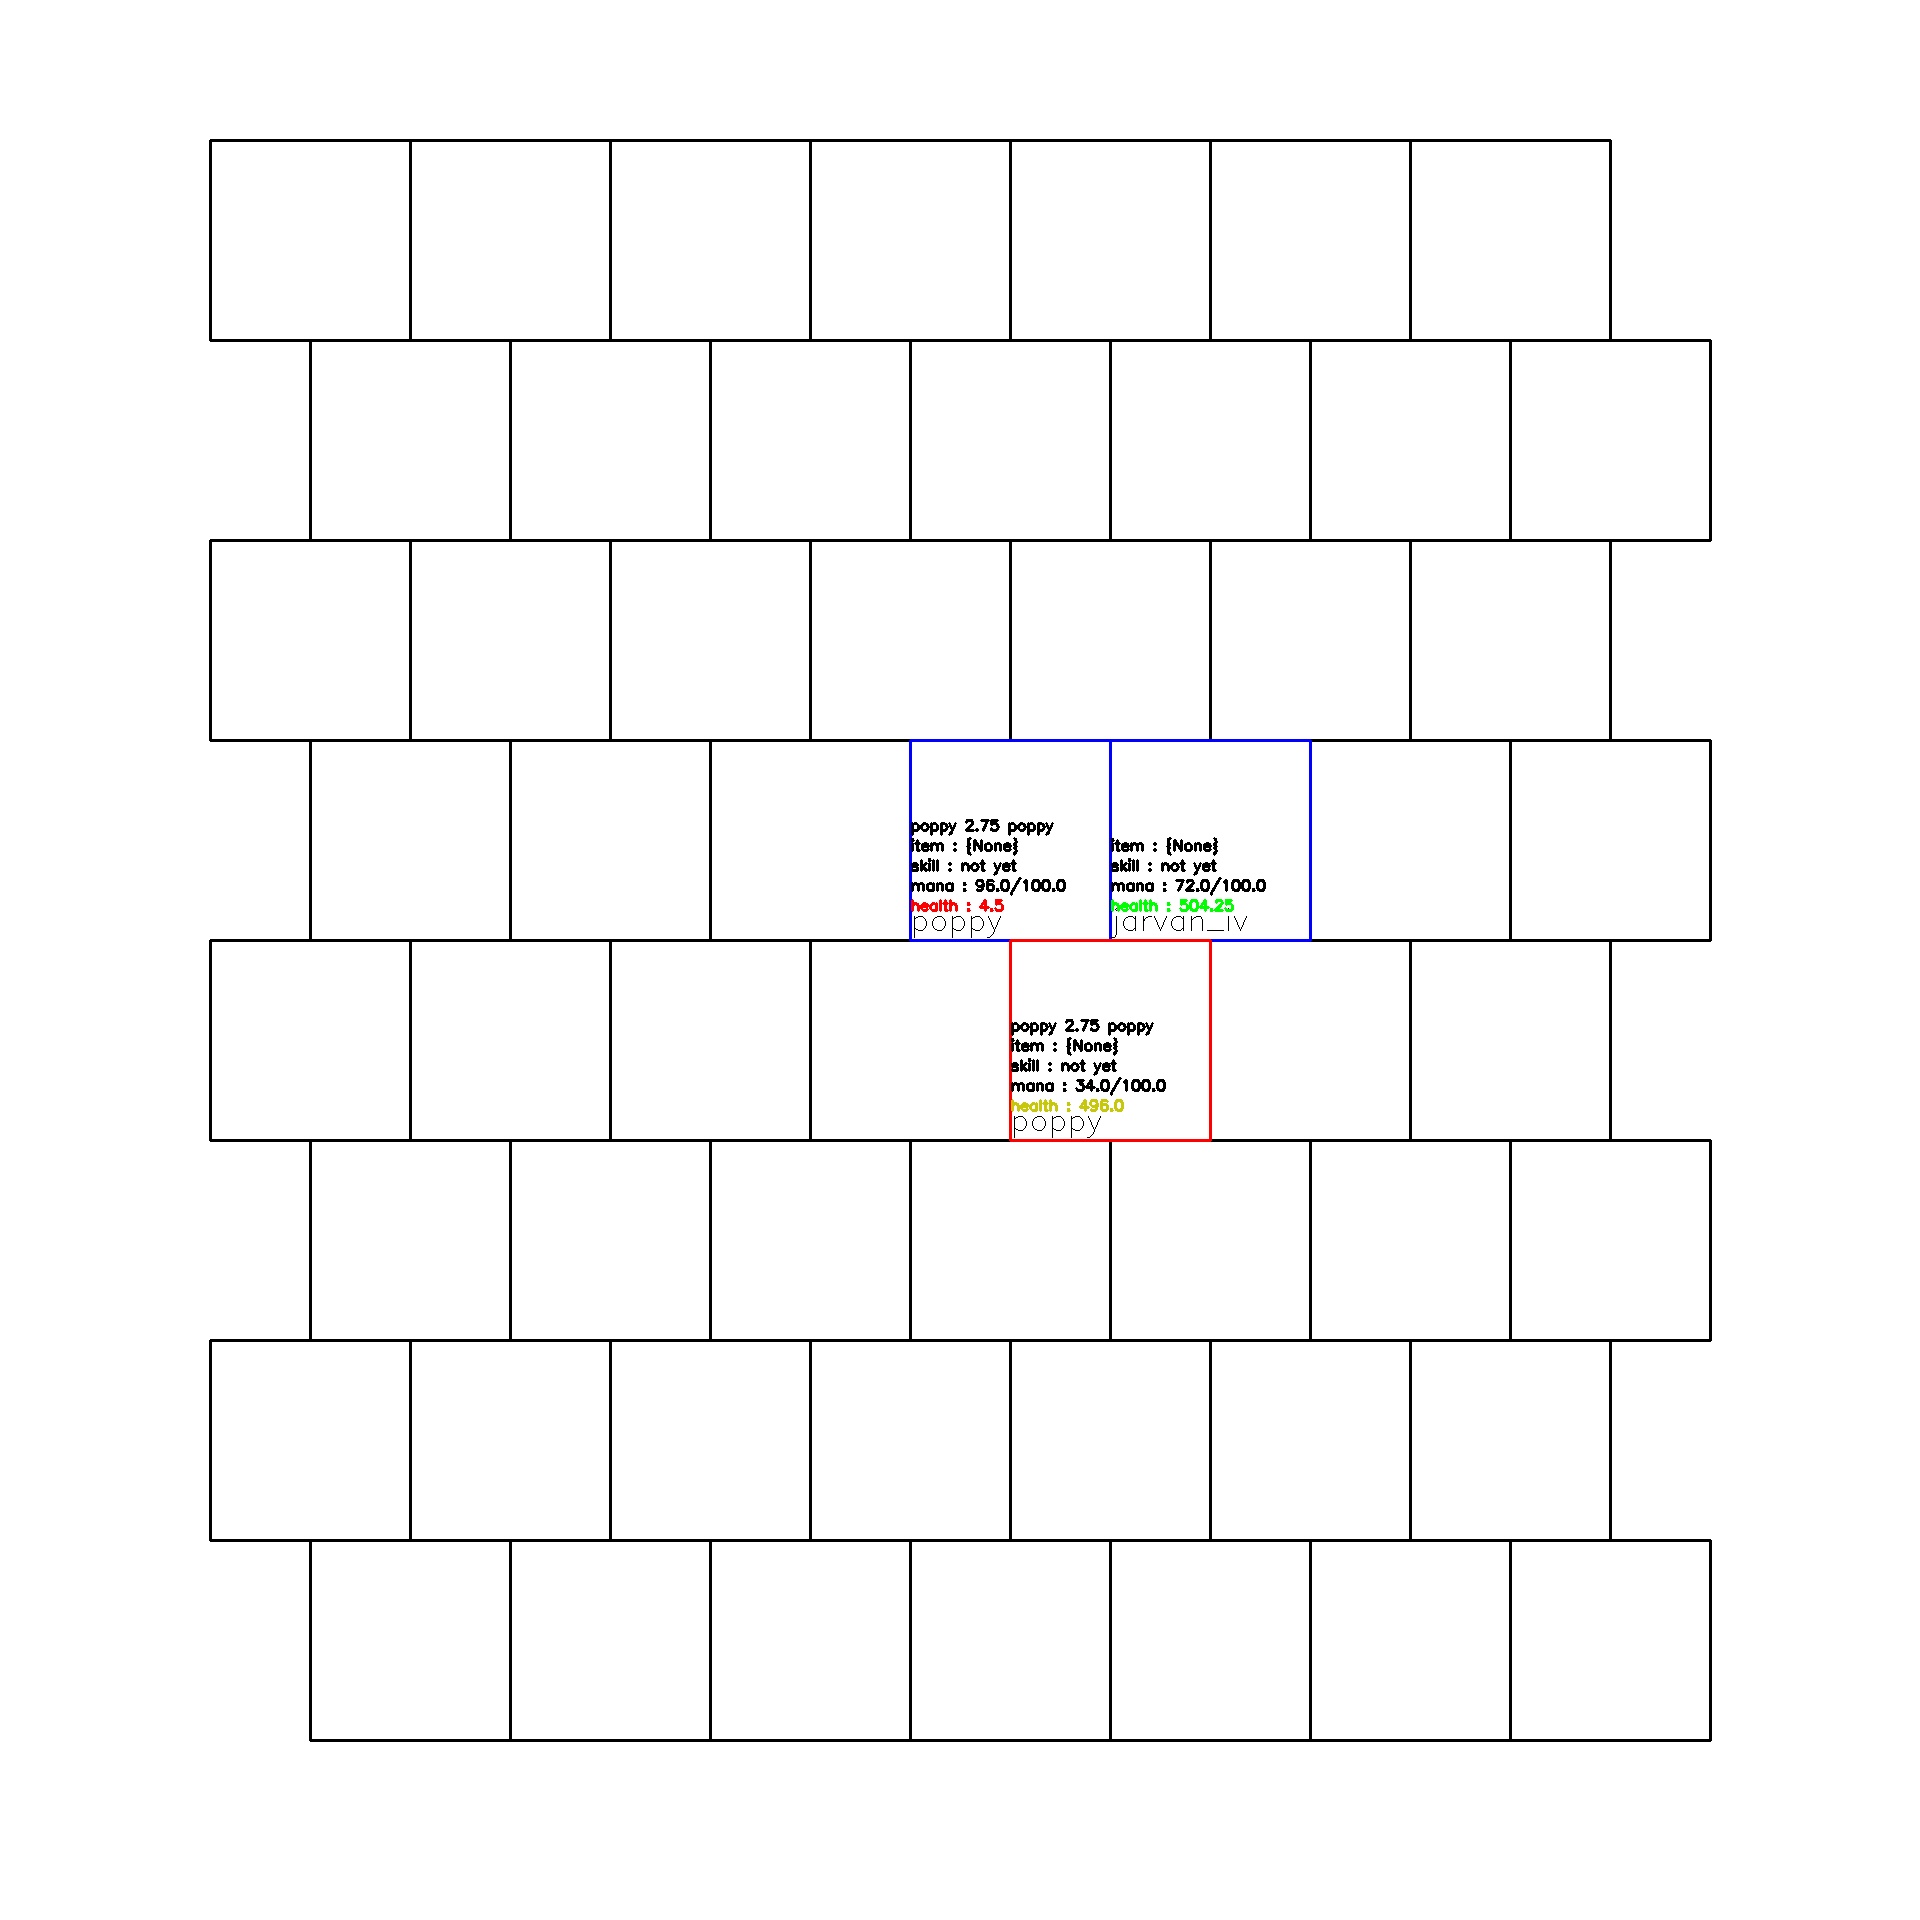 poppy 2.75 poppy
item : {None}
skill : not yet
mana : 96.0/100.0
health : 4.5
poppy
item : {None}
skill : not yet
mana : 72.0/100.0
health : 504.25
jarvan_iv
poppy 2.75 poppy
item : {None}
skill : not yet
mana : 34.0/100.0
health : 496.0
poppy